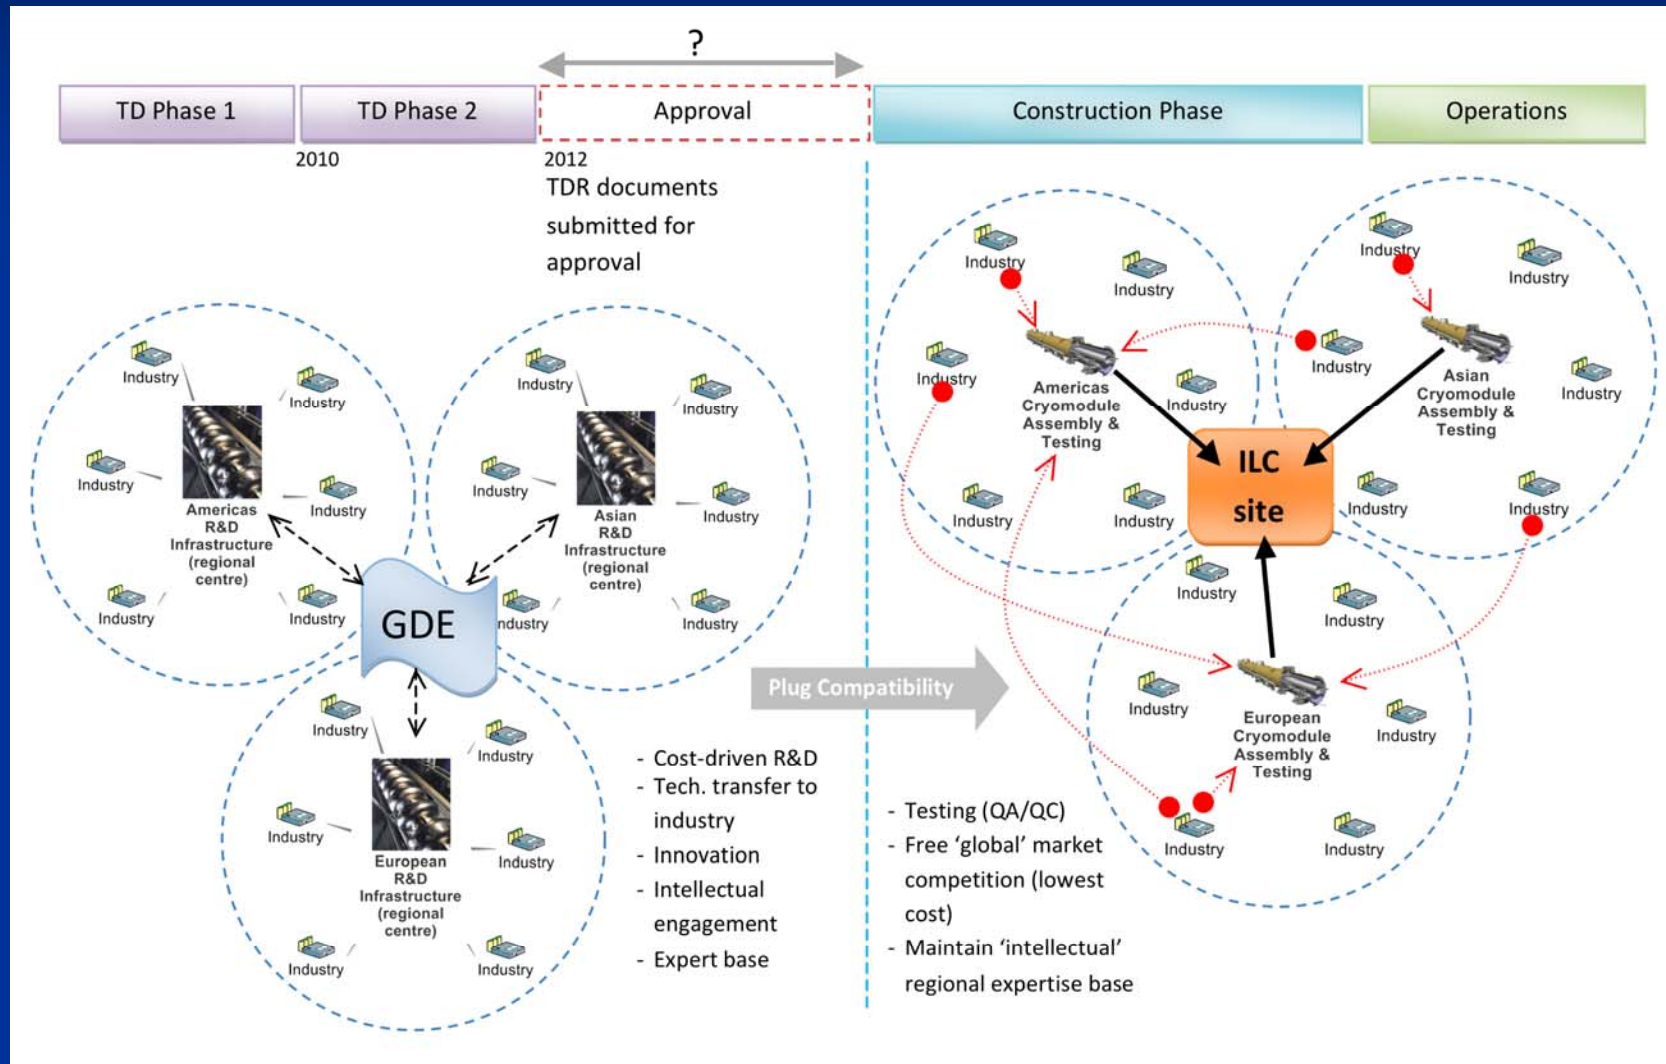 ?
TD Phase 1
TD Phase 2
Approval
Construction Phase
Operations
2010
2012
TDR documents
submitted for
approval
Industry
Industry
Industry
Industry
Industry
Industry
Americas
R&D
Infrastructure
(regional
centre)
Industry
Industry
Industry
Industry
ndustry
Industry
Asian
R&D
Infrastructure
(regional
centre)
GDE
Industry
Industry
Industry
Industry
Industry
Industry
European
R&D
Infrastructure
(regional
centre)
- Cost-driven R&D
- Tech. transfer to
industry
- Innovation
- Intellectual
engagement
- Expert base
Plug Compatibility
Industry
Industry
Industry
Industry
Industry
Industry
Americas
Cryomodule
Assembly &
Testing
Industry
Industry
Industry
Industry
Industry
Industry
Asian
Cryomodule
Assembly &
Testing
ILC
site
Industry
Industry
Industry
Industry
Industry
Industry
European
Cryomodule
Assembly &
Testing
- Testing (QA/QC)
- Free ‘global’ market
competition (lowest
cost)
- Maintain ‘intellectual’
regional expertise base